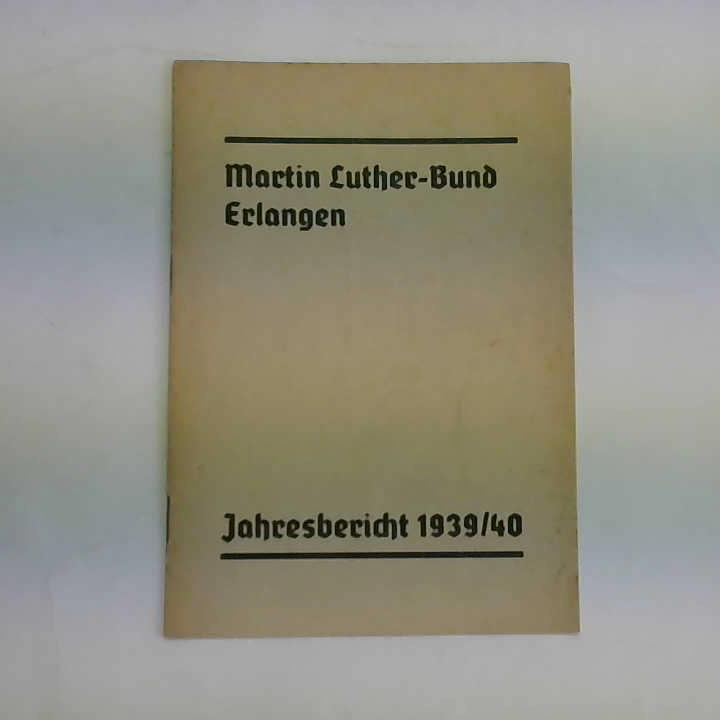 Martin Luther-Bund
Erlangen
Jahresbericht 1939/40